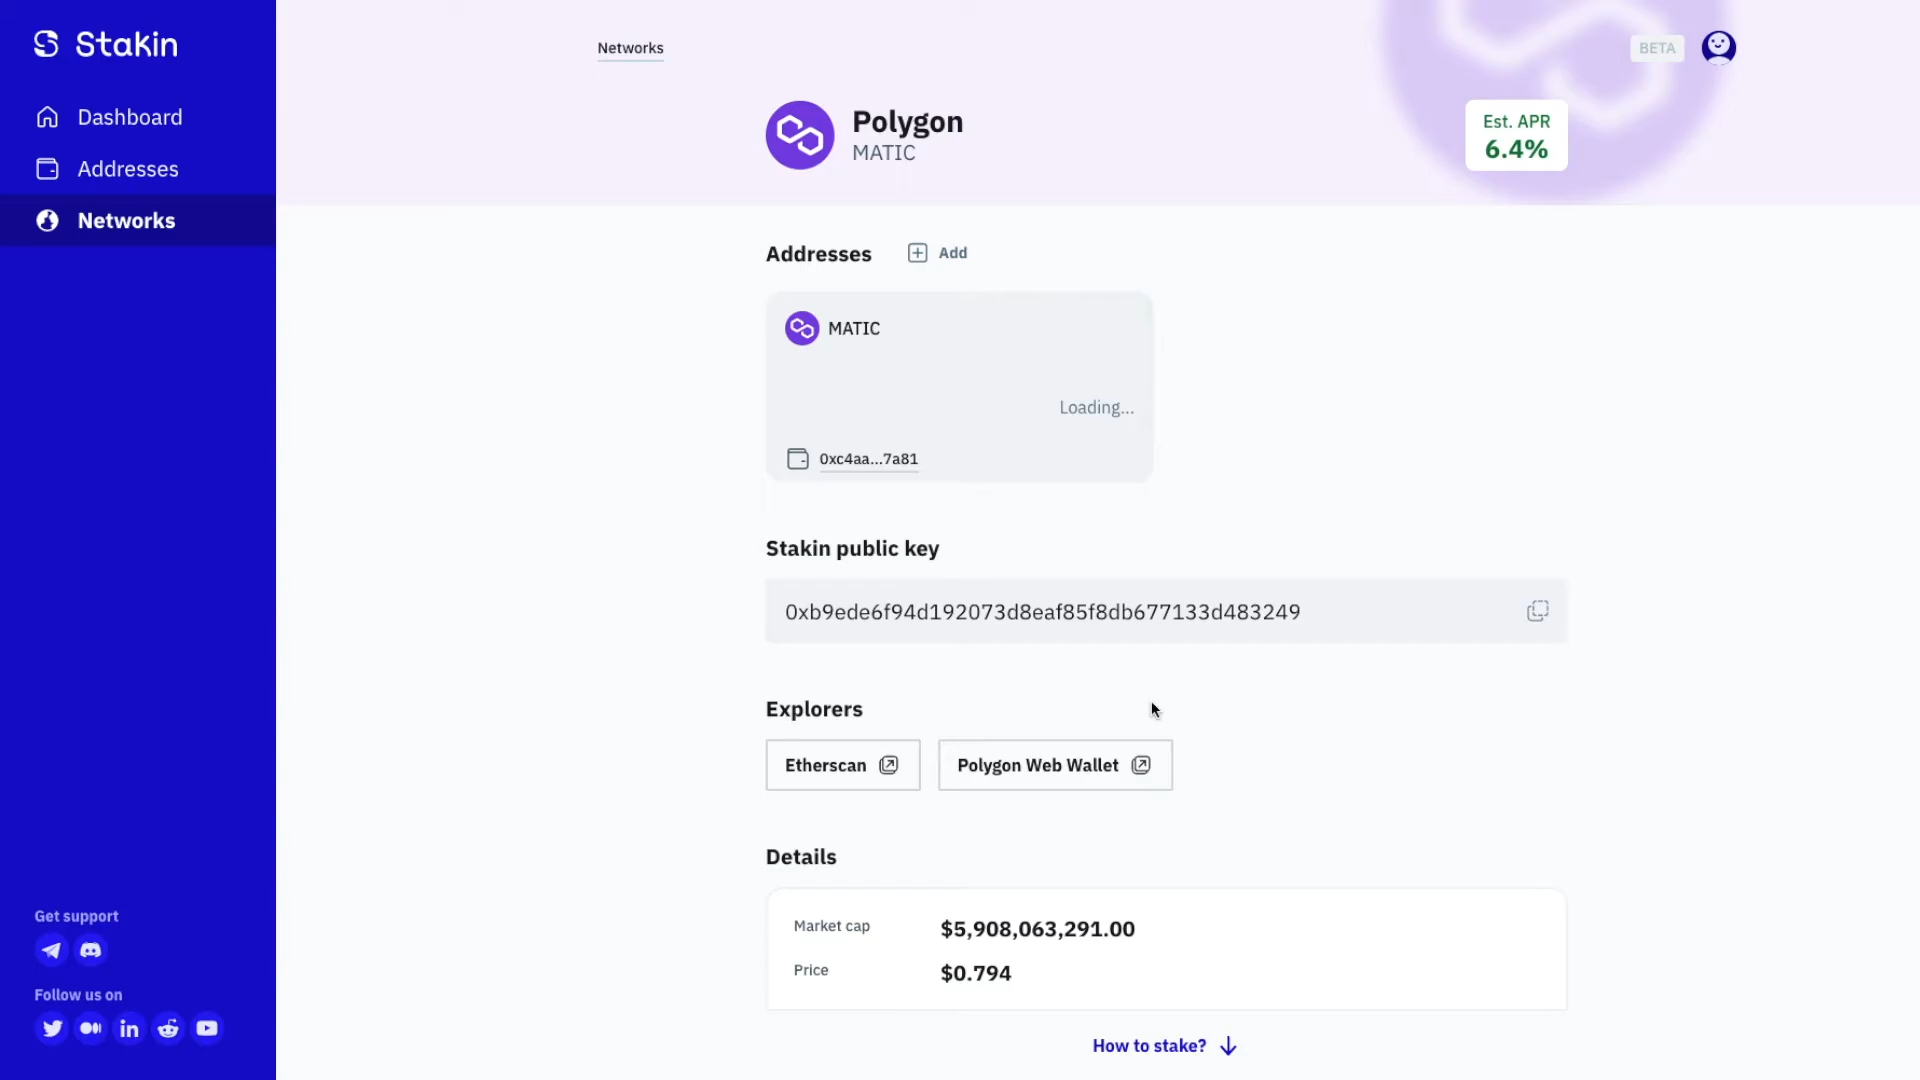 Stakin
Dashboard
Addresses
Networks
Get support
Follow us on
Networks
BETA
Polygon
MATIC
Est. APR
6.4%
Addresses
Add
MATIC
Loading...
0xc4aa...7a81
Stakin public key
0xb9ede6f94d192073d8eaf85f8db677133d483249
Explorers
Etherscan
Polygon Web Wallet
Details
Market cap $5,908,063,291.00
Price $0.794
How to stake?